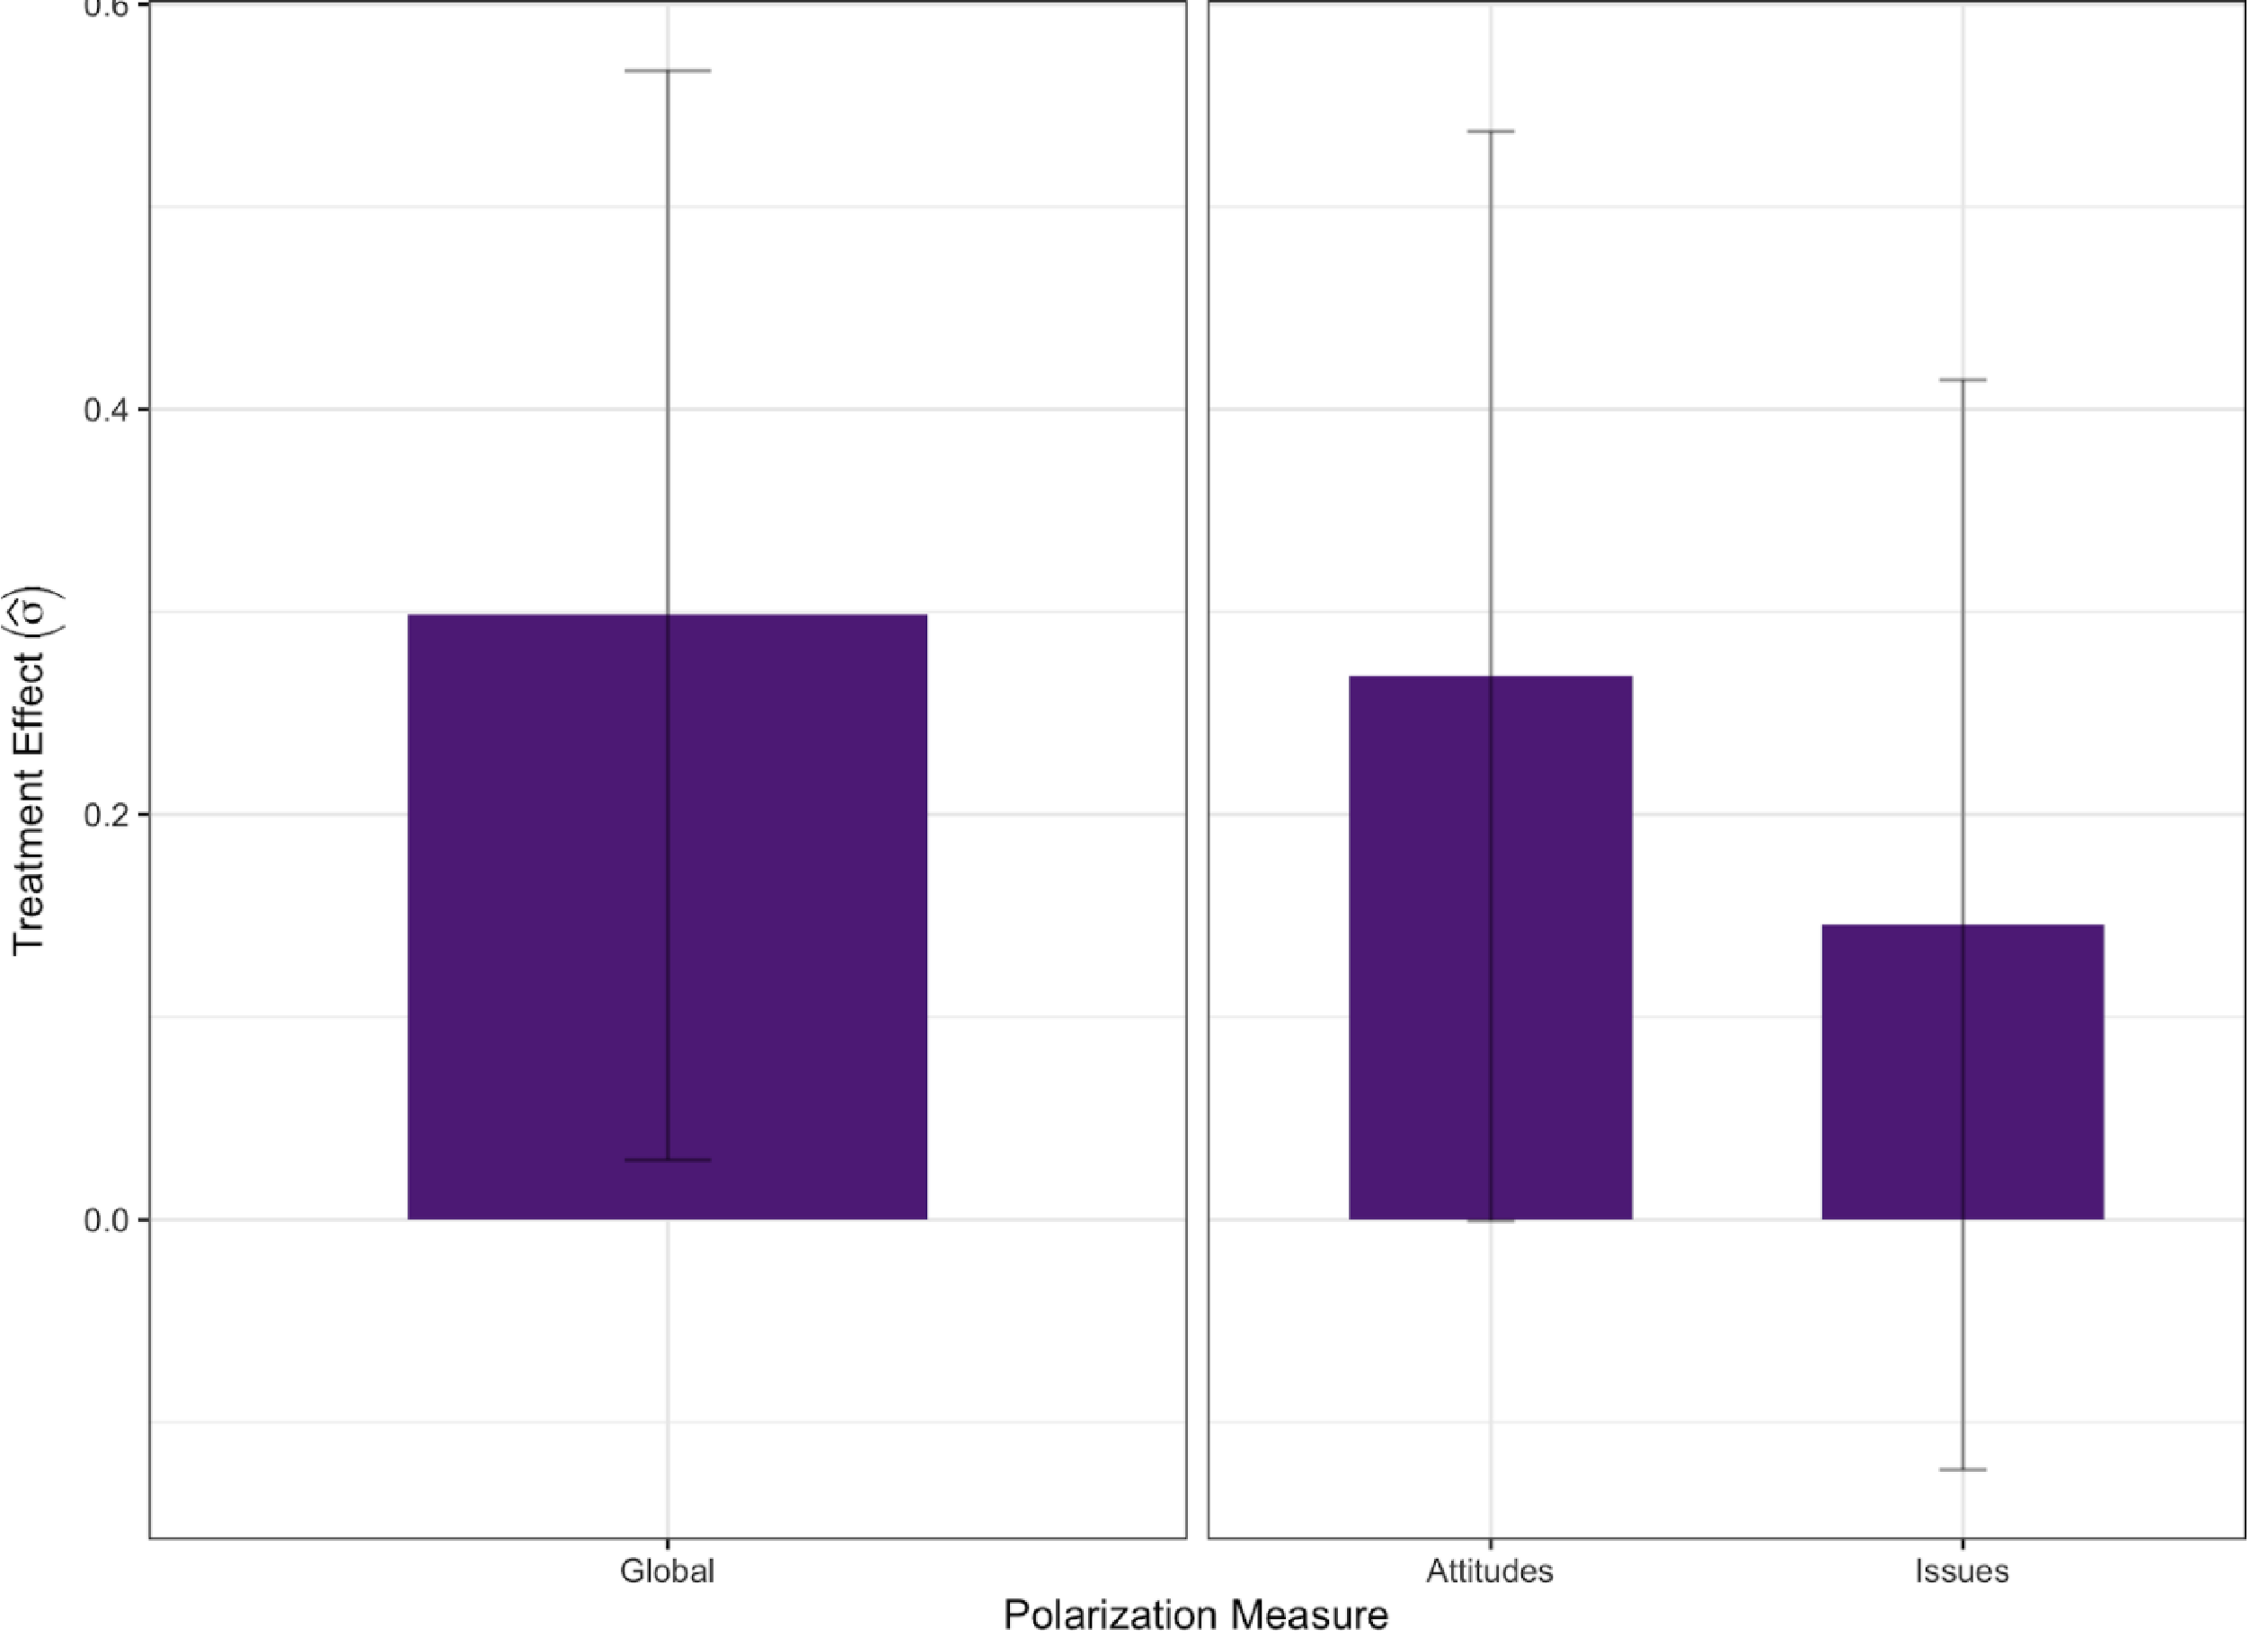 0.6
0.4
0.2
0.0
Treatment Effect (σ̂)
Global
Attitudes
Issues
Polarization Measure